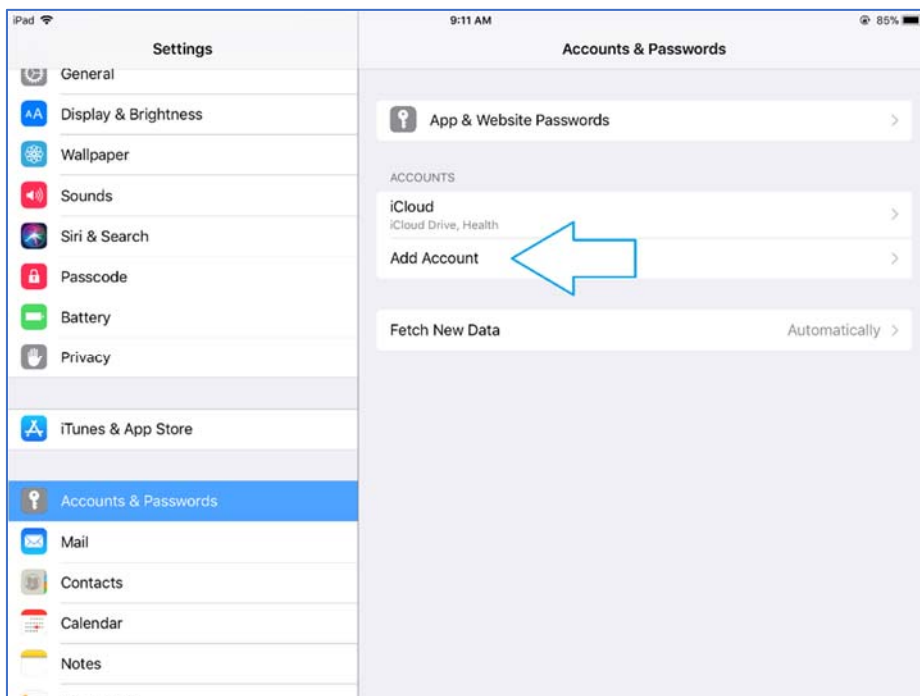 iPad 9:11 AM 85%
Settings
General
Display & Brightness
Wallpaper
Sounds
Siri & Search
Passcode
Battery
Privacy
iTunes & App Store
Accounts & Passwords
Mail
Contacts
Calendar
Notes
Accounts & Passwords
App & Website Passwords
ACCOUNTS
iCloud
iCloud Drive, Health
Add Account
Fetch New Data Automatically